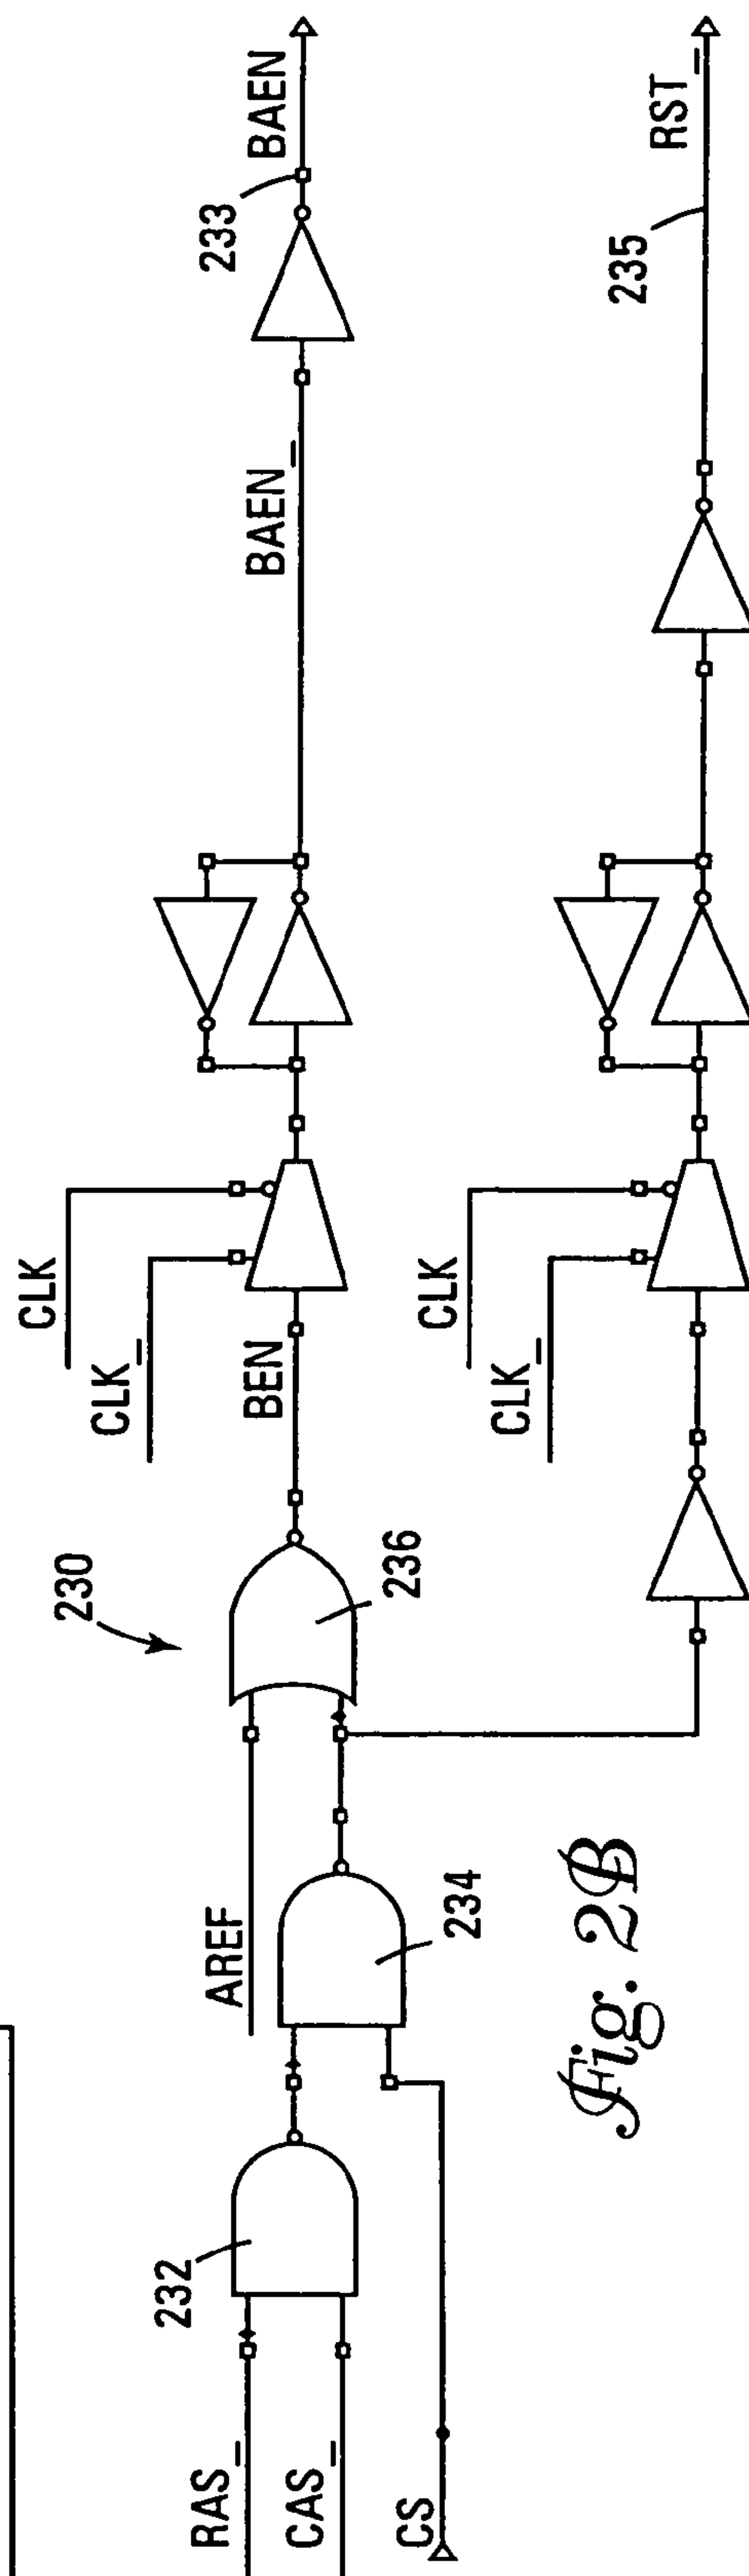 RAS_
CAS_
CS
232
AREF
234
230
236
BEN
CLK
CLK_
BAEN_
233
BAEN
CLK
CLK_
235
RST_
Fig. 2B